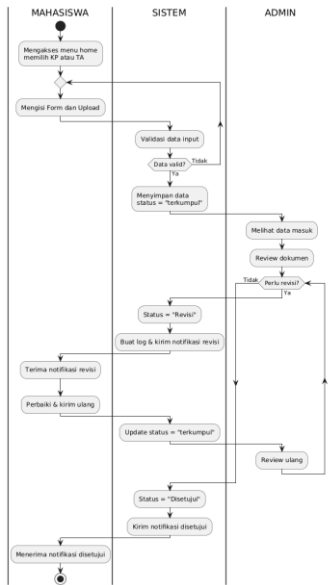 MAHASISWA
SISTEM
ADMIN
Mengakses menu home
memilih KP atau TA
Mengisi Form dan Upload
Validasi data input
Data valid?
Tidak
Ya
Menyimpan data
status = "terkumpul"
Melihat data masuk
Review dokumen
Tidak
Perlu revisi?
Ya
Status = "Revisi"
Buat log & kirim notifikasi revisi
Terima notifikasi revisi
Perbaiki & kirim ulang
Update status = "terkumpul"
Review ulang
Status = "Disetujui"
Kirim notifikasi disetujui
Menerima notifikasi disetujui